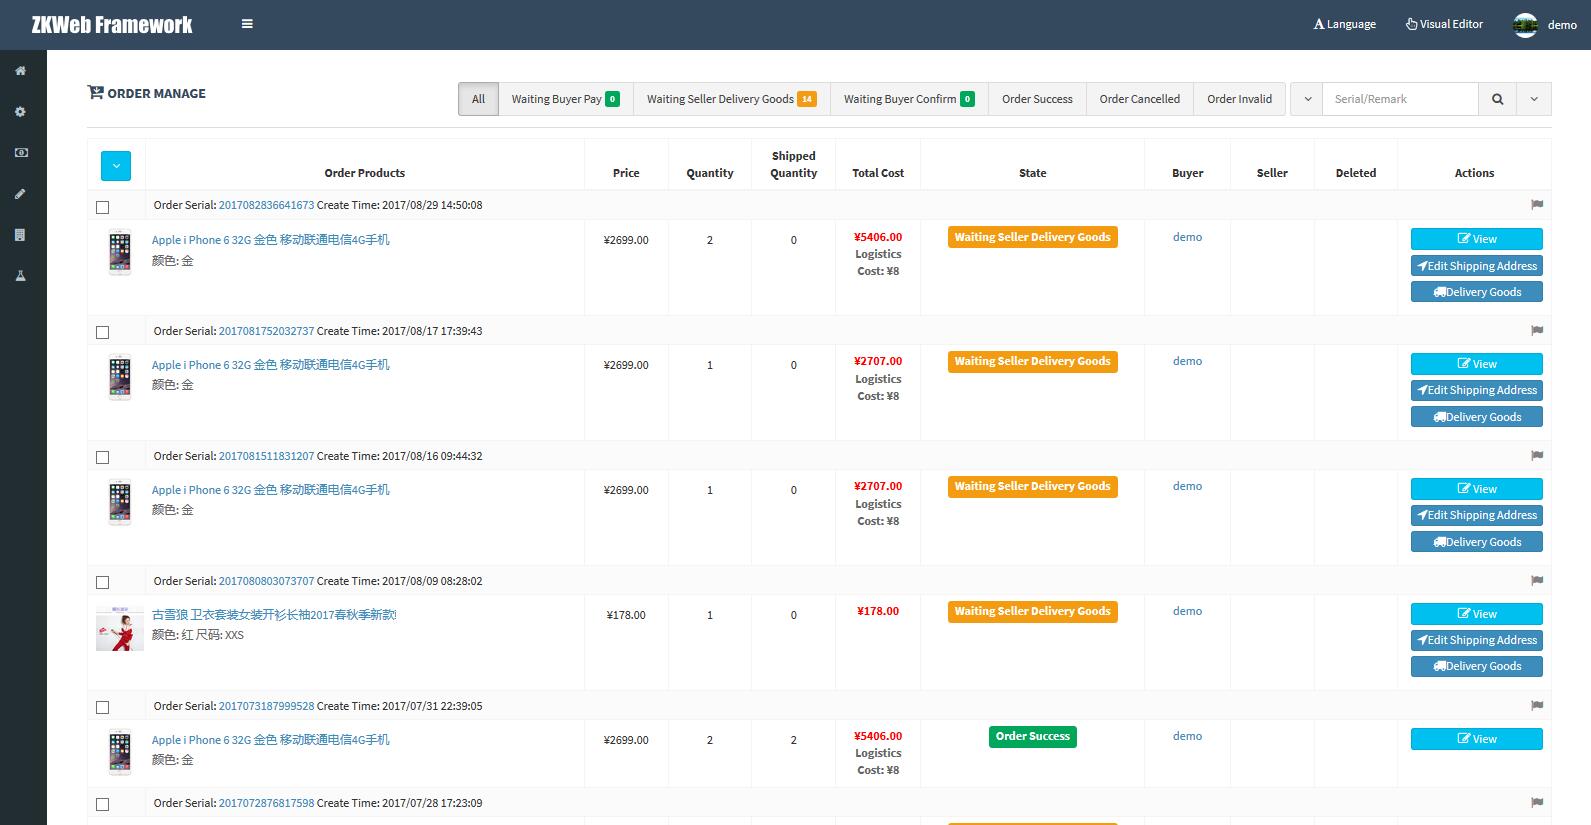 ZKWeb Framework
Language
Visual Editor
demo
ORDER MANAGE
All
Waiting Buyer Pay 0
Waiting Seller Delivery Goods 14
Waiting Buyer Confirm 0
Order Success
Order Cancelled
Order Invalid
Serial/Remark
Order Products
Price
Quantity
Shipped
Quantity
Total Cost
State
Buyer
Seller
Deleted
Actions
Order Serial: 2017082836641673 Create Time: 2017/08/29 14:50:08
Apple i Phone 6 32G 金色 移动联通电信4G手机
颜色: 金
¥2699.00
2
0
¥5406.00
Logistics
Cost: ¥8
Waiting Seller Delivery Goods
demo
View
Edit Shipping Address
Delivery Goods
Order Serial: 2017081752032737 Create Time: 2017/08/17 17:39:43
Apple i Phone 6 32G 金色 移动联通电信4G手机
颜色: 金
¥2699.00
1
0
¥2707.00
Logistics
Cost: ¥8
Waiting Seller Delivery Goods
demo
View
Edit Shipping Address
Delivery Goods
Order Serial: 2017081511831207 Create Time: 2017/08/16 09:44:32
Apple i Phone 6 32G 金色 移动联通电信4G手机
颜色: 金
¥2699.00
1
0
¥2707.00
Logistics
Cost: ¥8
Waiting Seller Delivery Goods
demo
View
Edit Shipping Address
Delivery Goods
Order Serial: 2017080803073707 Create Time: 2017/08/09 08:28:02
古雪狼 卫衣套装女装开衫长袖2017春秋季新款!
颜色: 红 尺码: XXS
¥178.00
1
0
¥178.00
Waiting Seller Delivery Goods
demo
View
Edit Shipping Address
Delivery Goods
Order Serial: 2017073187999528 Create Time: 2017/07/31 22:39:05
Apple i Phone 6 32G 金色 移动联通电信4G手机
颜色: 金
¥2699.00
2
2
¥5406.00
Logistics
Cost: ¥8
Order Success
demo
View
Order Serial: 2017072876817598 Create Time: 2017/07/28 17:23:09